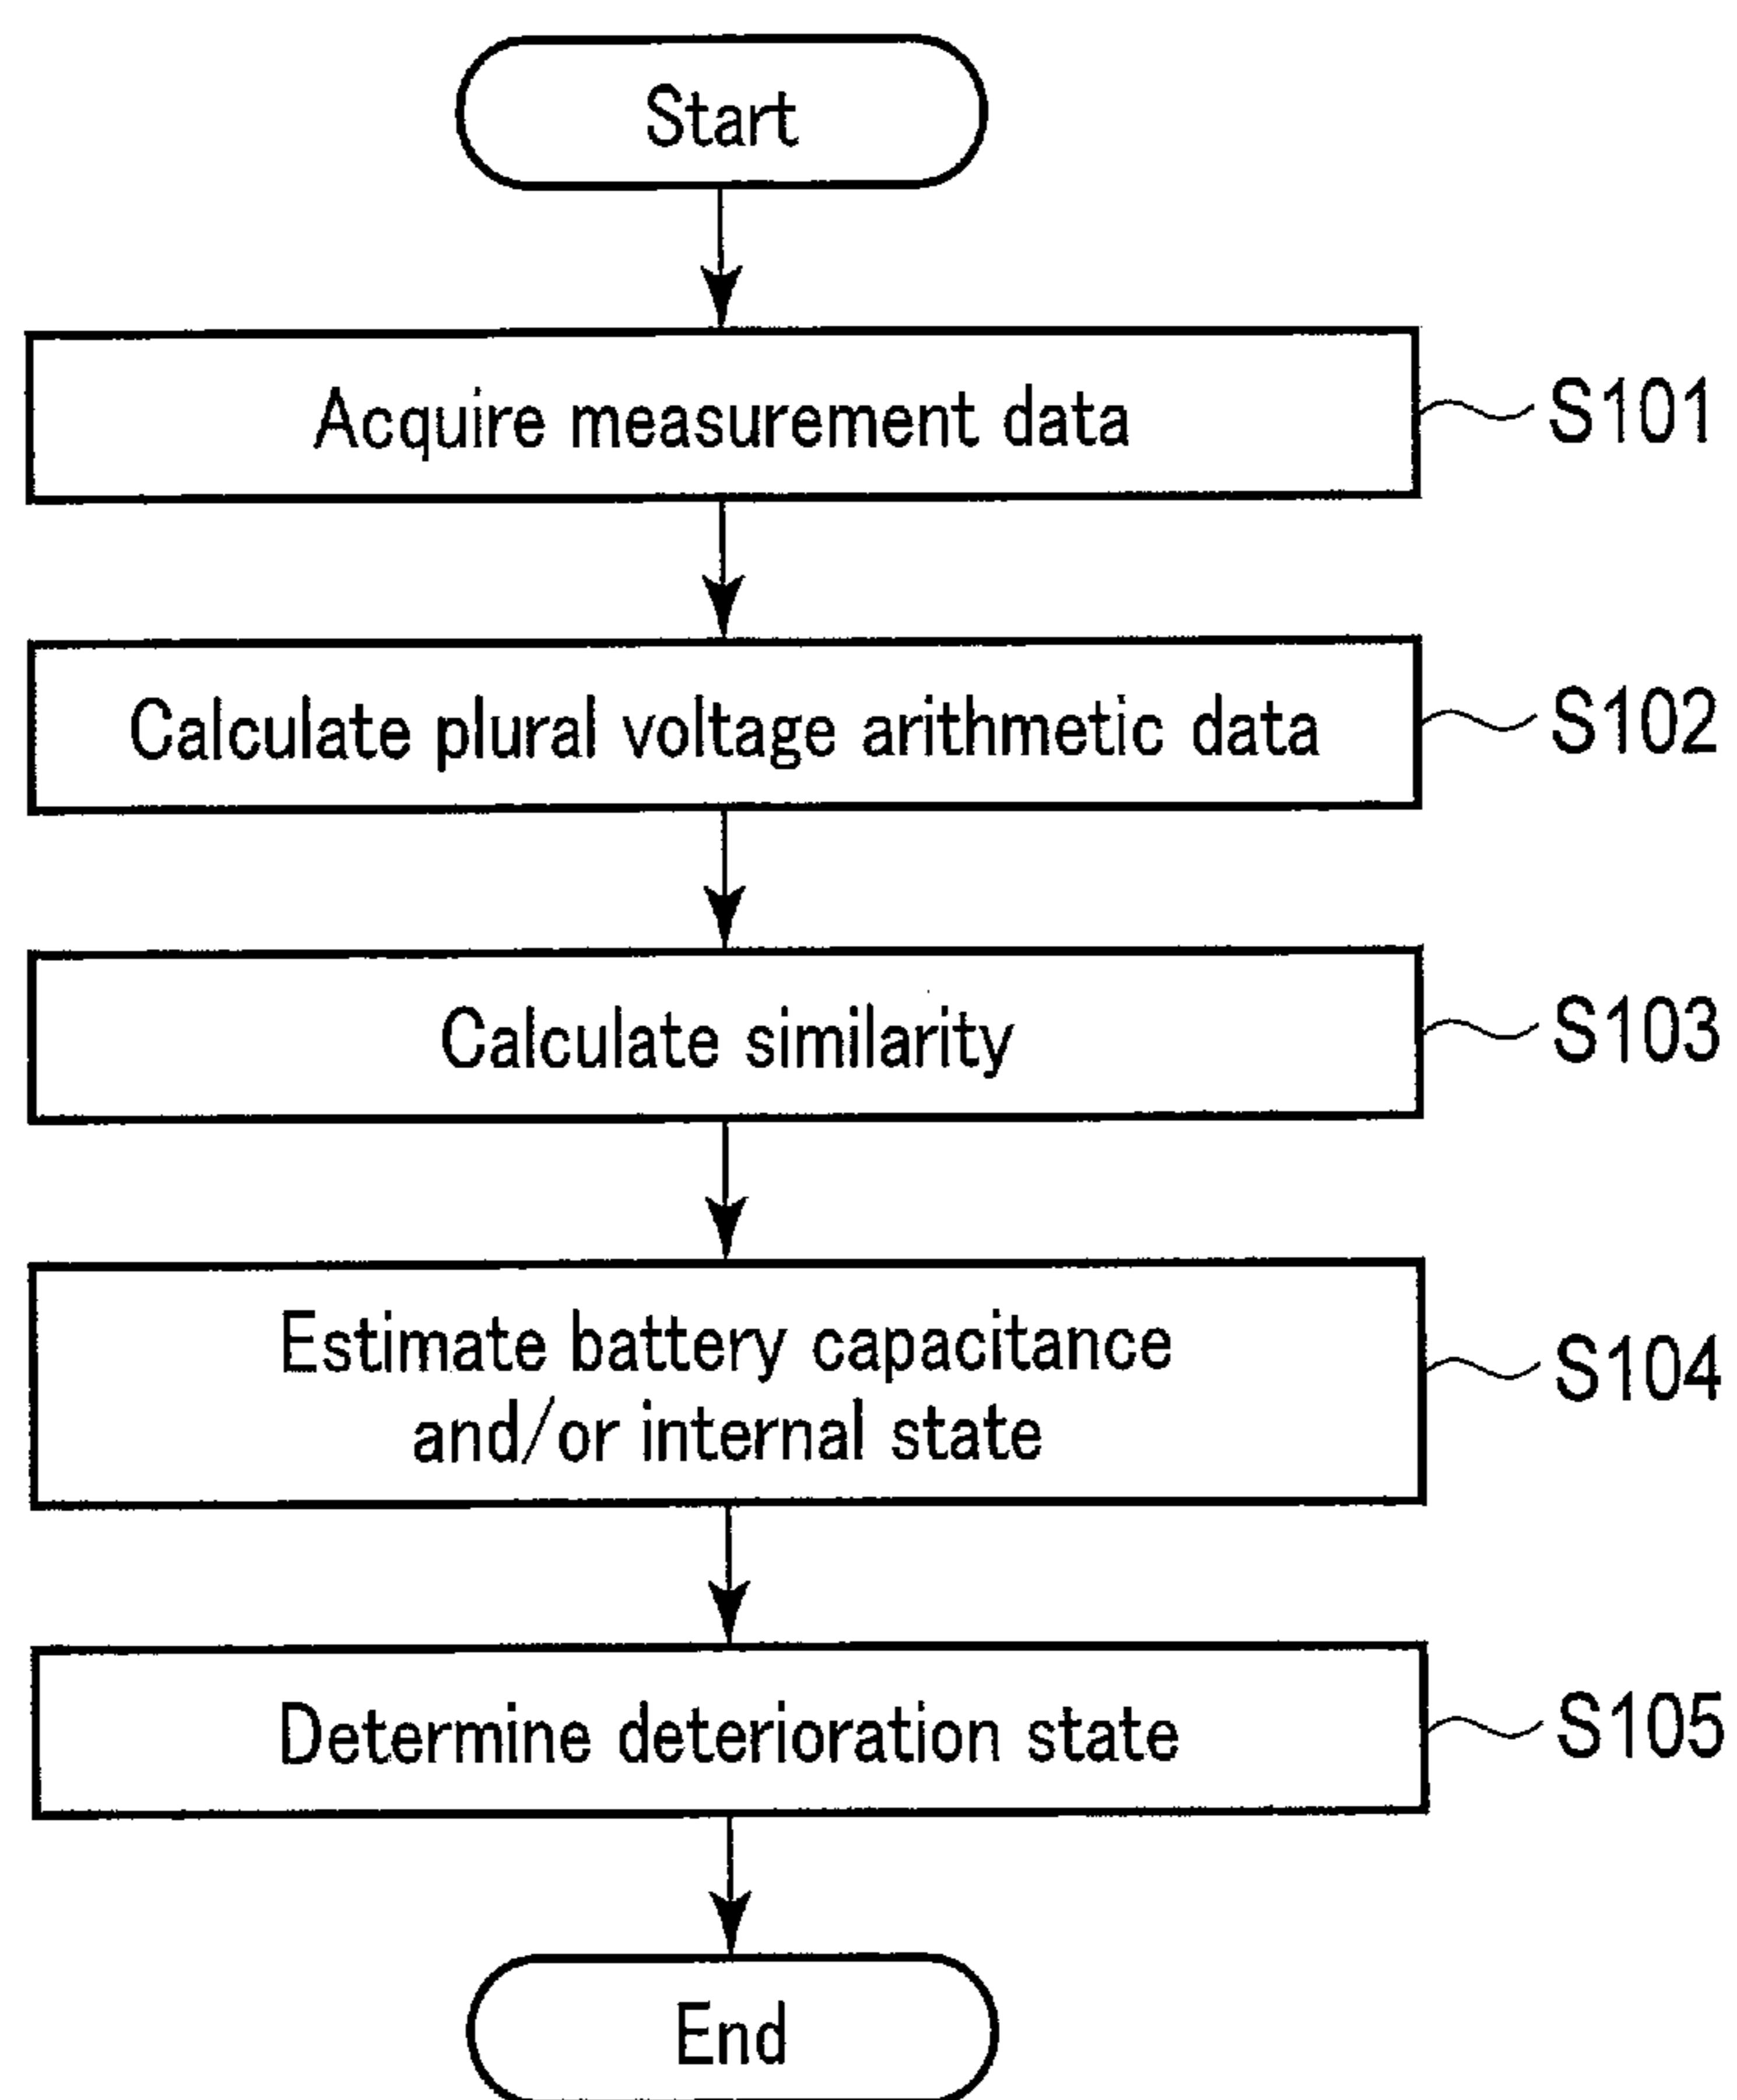 Start
Acquire measurement data
S101
Calculate plural voltage arithmetic data
S102
Calculate similarity
S103
Estimate battery capacitance
and/or internal state
S104
Determine deterioration state
S105
End